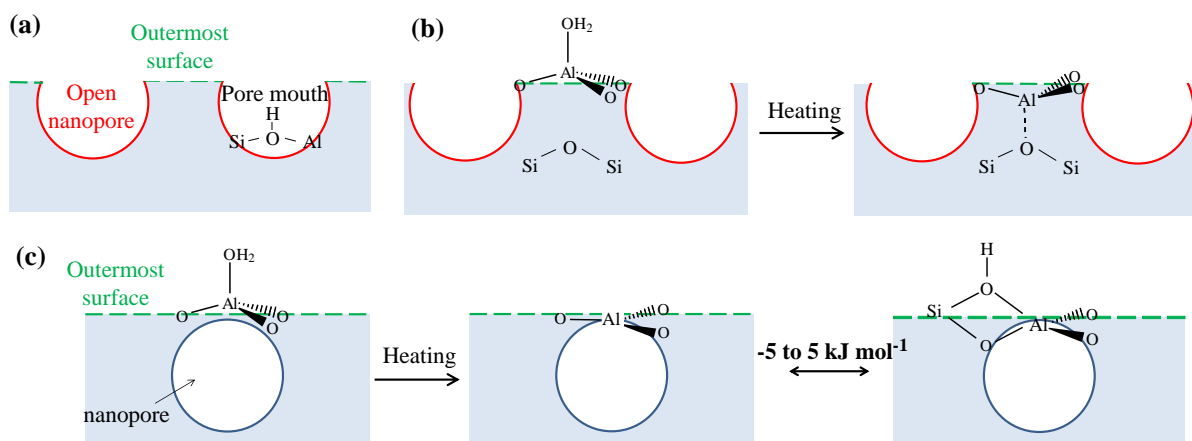 (a)
Outermost
surface
Open
nanopore
Pore mouth
H
Si O Al
(b)
OH2
Al
O O
O
O
Si Si
Heating
O
O
O Al
O
Si Si
(c)
Outermost
surface
OH2
Al
O O
O
nanopore
Heating
O Al O
O
-5 to 5 kJ mol-1
H
O
Si
Al O
O O